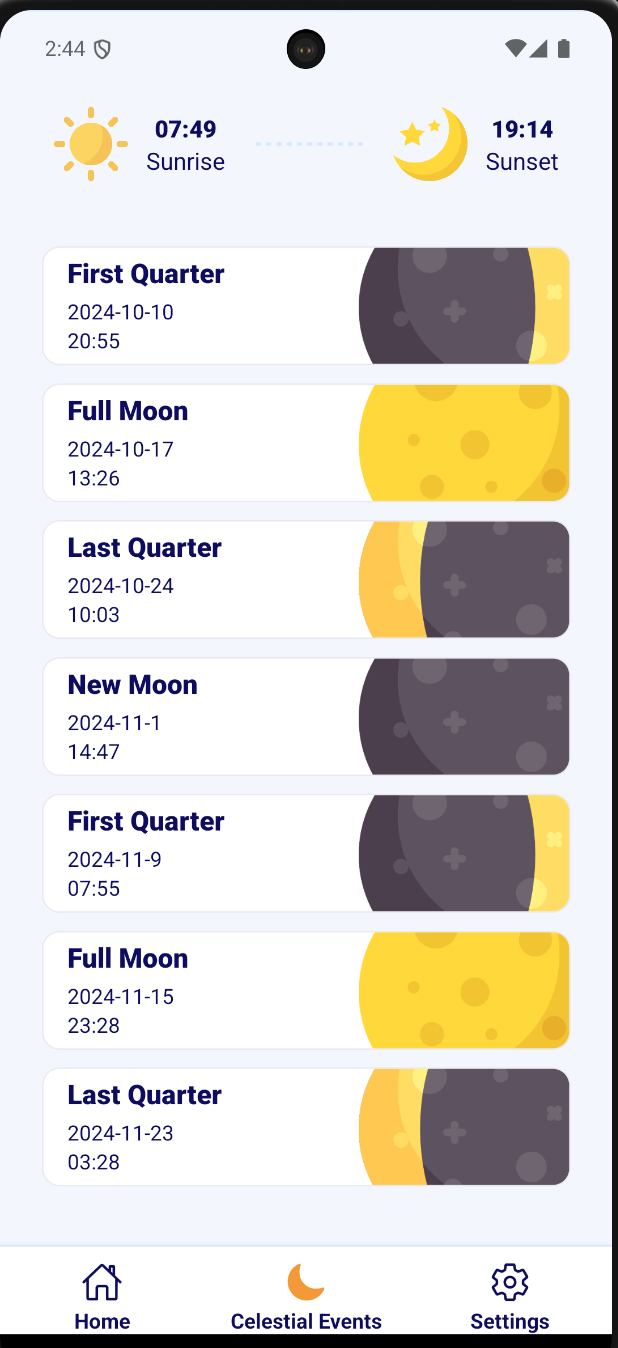 2:44
07:49
Sunrise
19:14
Sunset
First Quarter
2024-10-10
20:55
Full Moon
2024-10-17
13:26
Last Quarter
2024-10-24
10:03
New Moon
2024-11-1
14:47
First Quarter
2024-11-9
07:55
Full Moon
2024-11-15
23:28
Last Quarter
2024-11-23
03:28
Home
Celestial Events
Settings